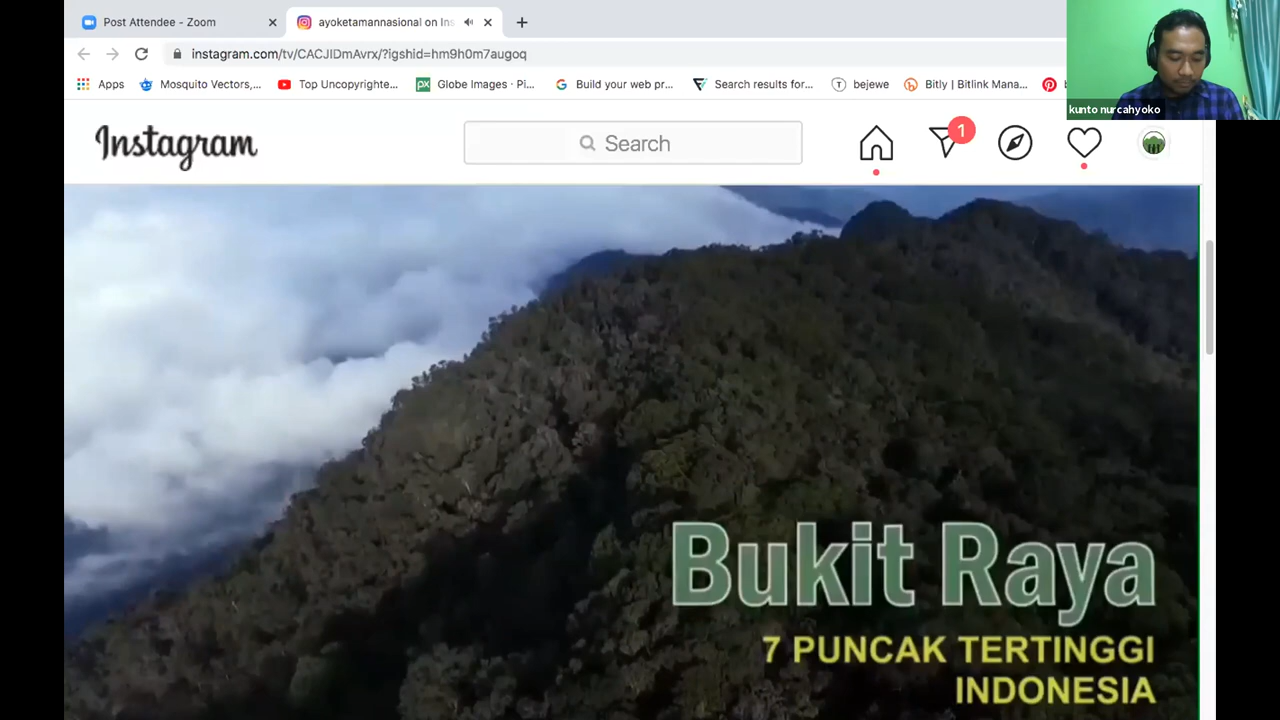 Post Attendee - Zoom
ayoketamannasional on Ins
instagram.com/tv/CACJIDmAvrx/?igshid=hm9h0m7augoq
Apps
Mosquito Vectors,...
Top Uncopyrighte...
Globe Images · Pi...
Build your web pr...
Search results for...
bejewe
Bitly | Bitlink Mana...
kunto nurcahyoko
Instagram
Search
1
Bukit Raya
7 PUNCAK TERTINGGI
INDONESIA